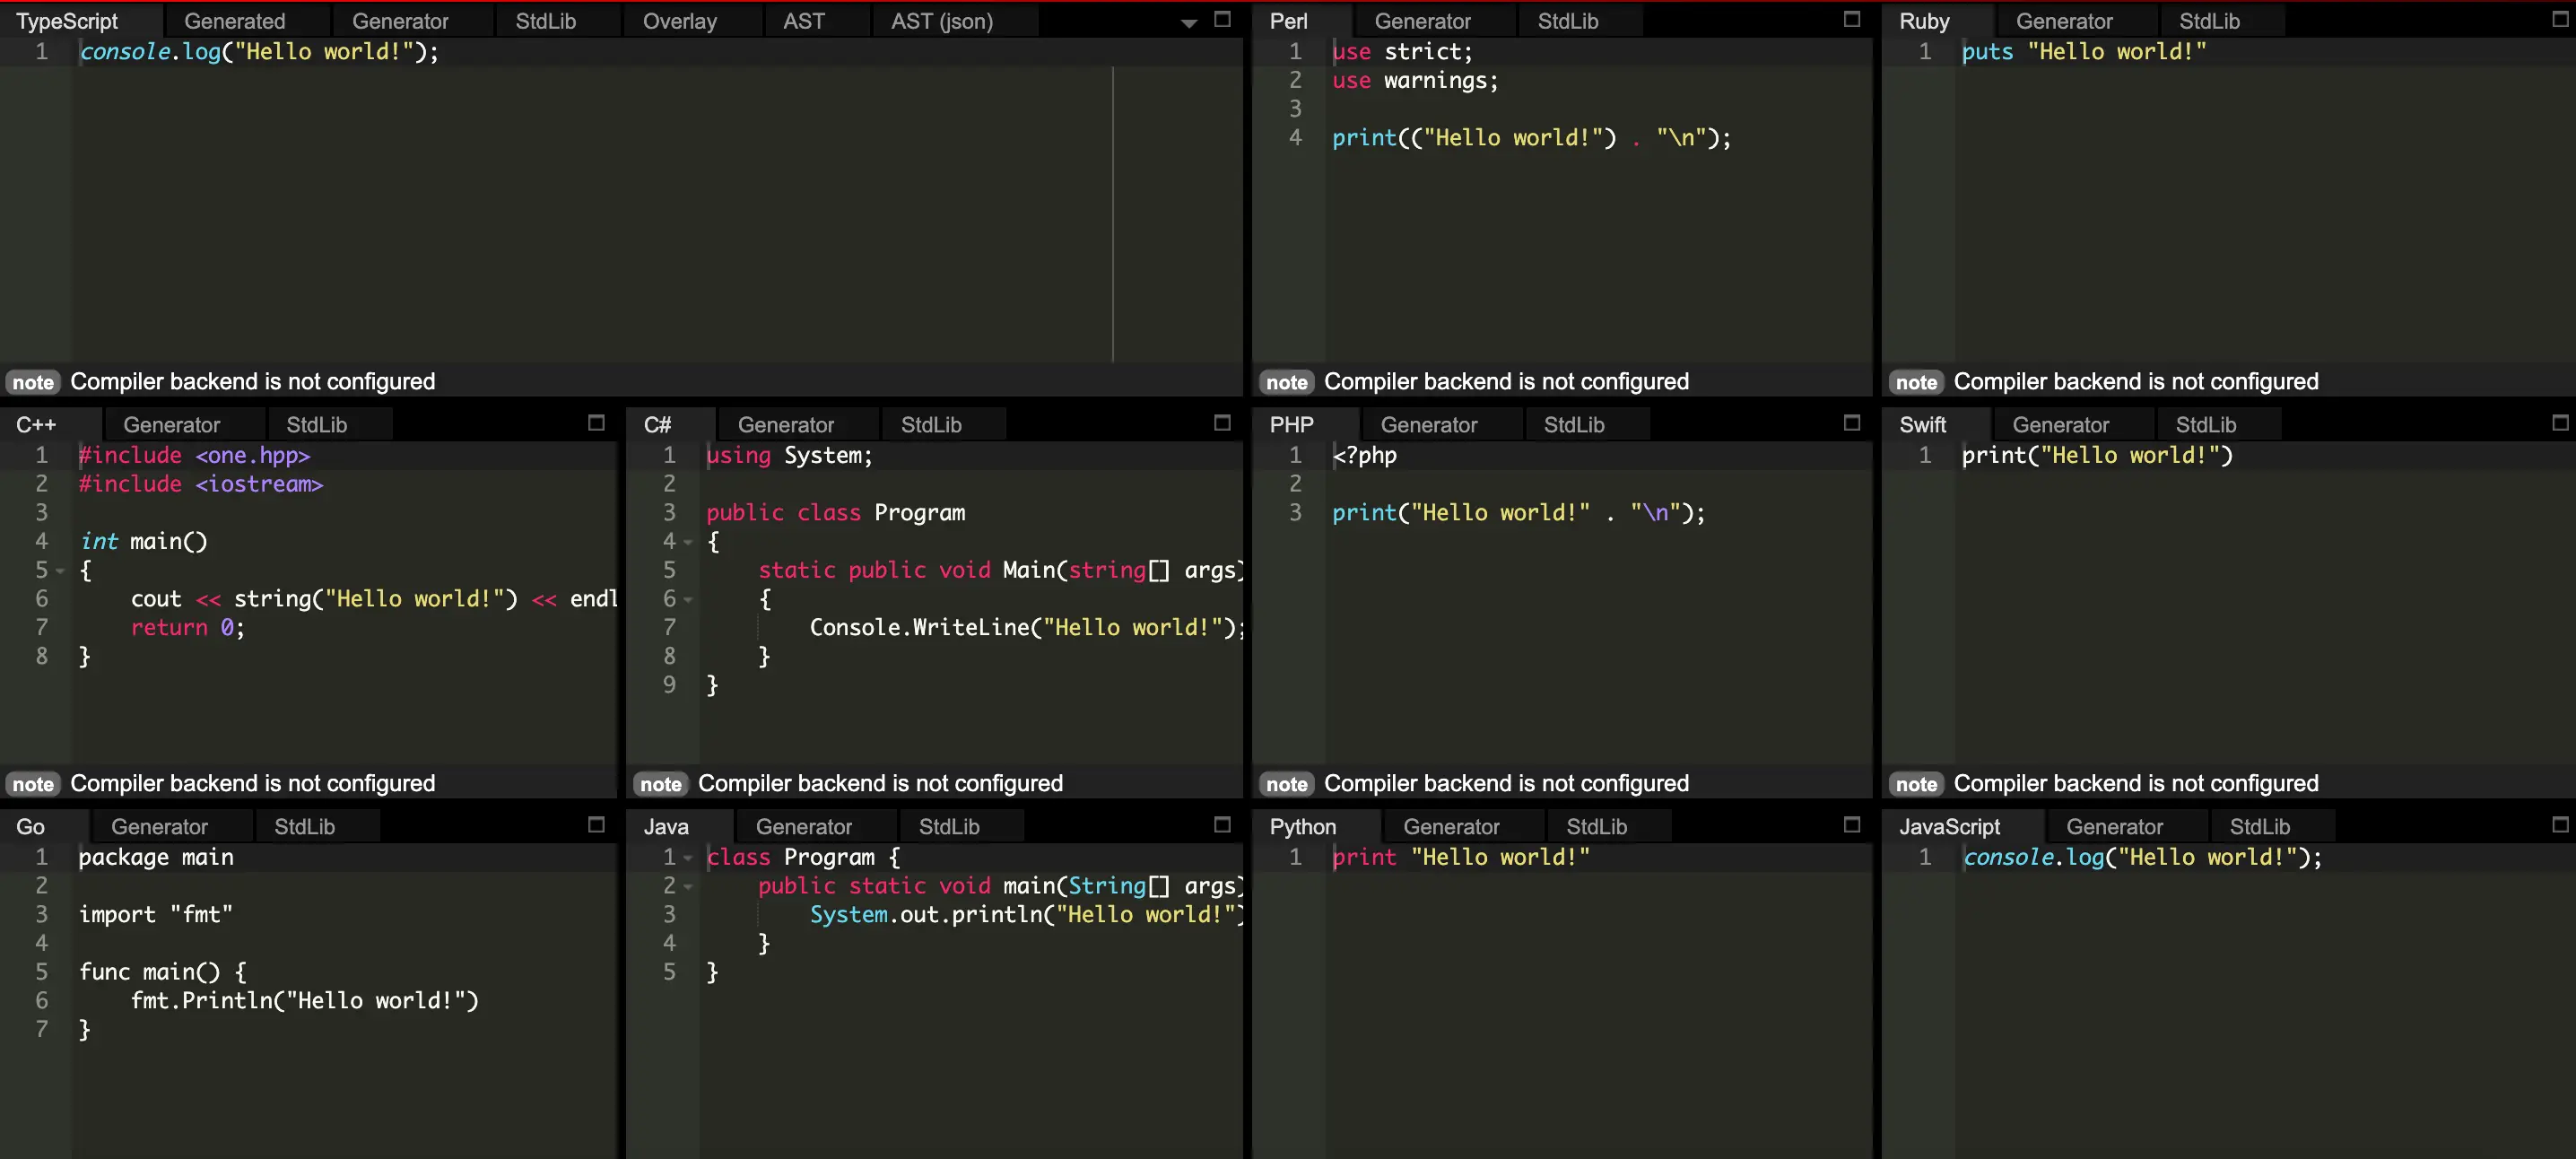 TypeScript Generated Generator StdLib Overlay AST AST (json)
1 console.log("Hello world!");
note Compiler backend is not configured
Perl Generator StdLib
1 use strict;
2 use warnings;
3
4 print(("Hello world!") . "\n");
note Compiler backend is not configured
Ruby Generator StdLib
1 puts "Hello world!"
note Compiler backend is not configured
C++ Generator StdLib
1 #include <one.hpp>
2 #include <iostream>
3
4 int main()
5 {
6 cout << string("Hello world!") << endl
7 return 0;
8 }
note Compiler backend is not configured
C# Generator StdLib
1 using System;
2
3 public class Program
4 {
5 static public void Main(string[] args)
6 {
7 Console.WriteLine("Hello world!");
8 }
9 }
note Compiler backend is not configured
PHP Generator StdLib
1 <?php
2
3 print("Hello world!" . "\n");
note Compiler backend is not configured
Swift Generator StdLib
1 print("Hello world!")
note Compiler backend is not configured
Go Generator StdLib
1 package main
2
3 import "fmt"
4
5 func main() {
6 fmt.Println("Hello world!")
7 }
Java Generator StdLib
1 class Program {
2 public static void main(String[] args)
3 System.out.println("Hello world!")
4 }
5 }
Python Generator StdLib
1 print "Hello world!"
JavaScript Generator StdLib
1 console.log("Hello world!");